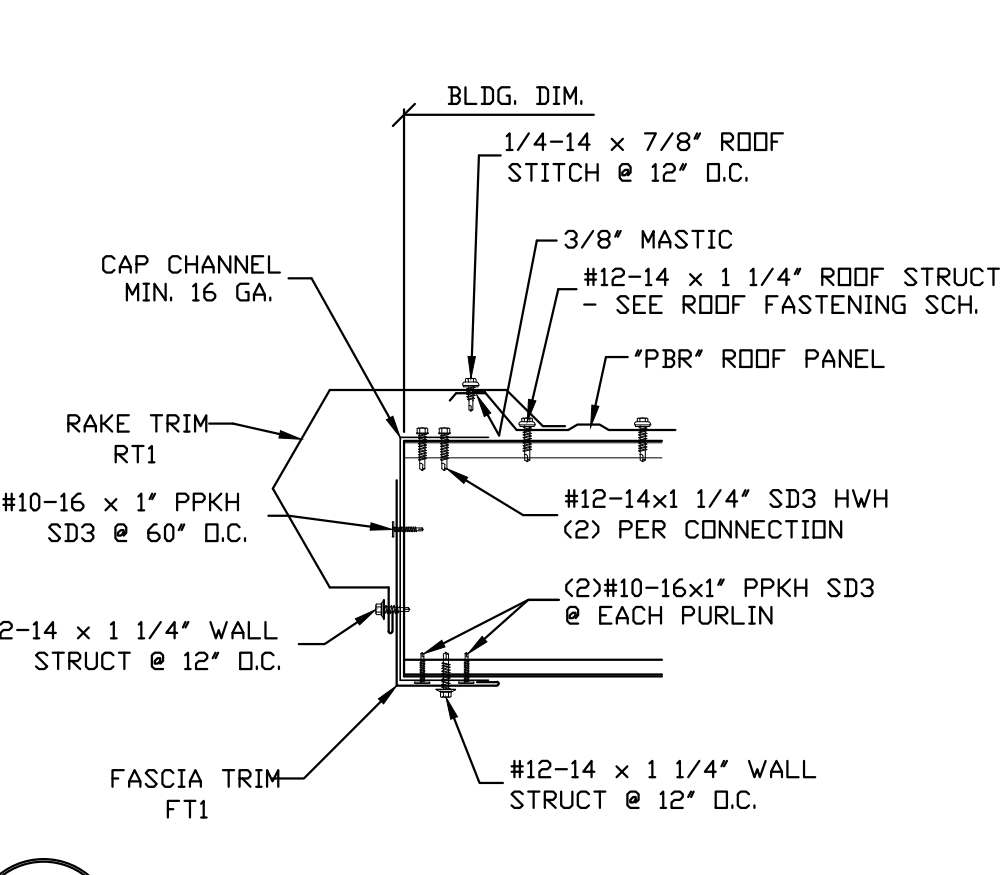 BLDG. DIM.
1/4-14 x 7/8" ROOF
STITCH @ 12" O.C.
3/8" MASTIC
CAP CHANNEL
MIN. 16 GA.
#12-14 x 1 1/4" ROOF STRUCT
- SEE ROOF FASTENING SCH.
"PBR" ROOF PANEL
RAKE TRIM
RT1
#10-16 x 1" PPKH
SD3 @ 60" O.C.
#12-14x1 1/4" SD3 HWH
(2) PER CONNECTION
(2)#10-16x1" PPKH SD3
@ EACH PURLIN
2-14 x 1 1/4" WALL
STRUCT @ 12" O.C.
FASCIA TRIM
FT1
#12-14 x 1 1/4" WALL
STRUCT @ 12" O.C.